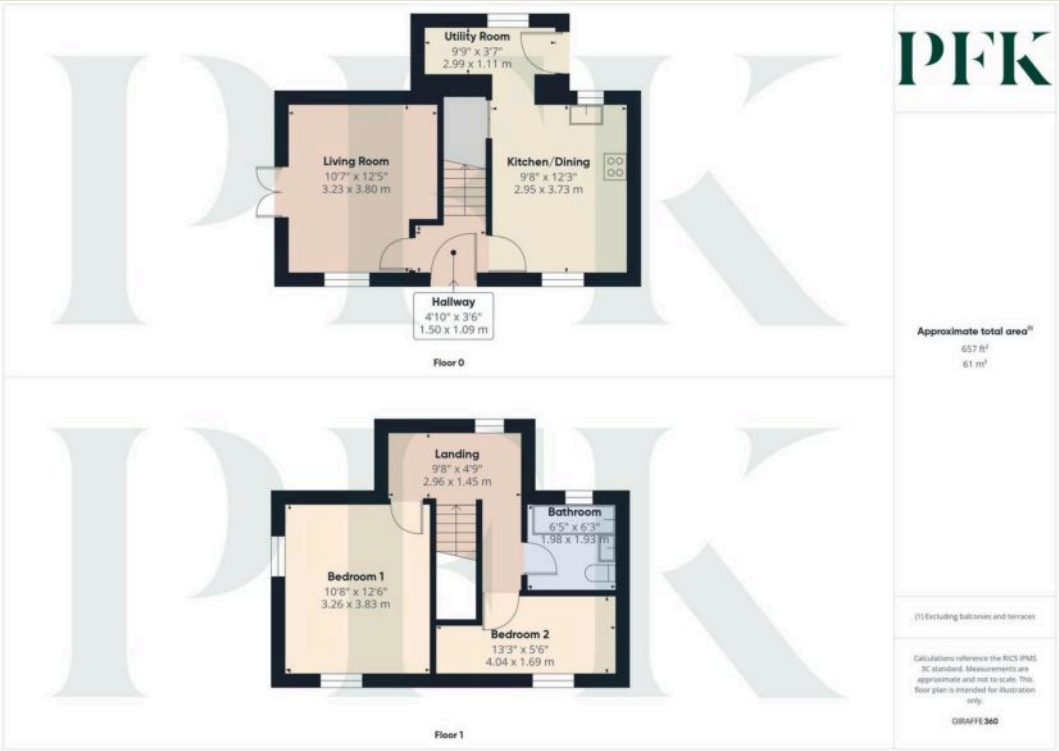 Utility Room
9'9" x 3'7"
2.99 x 1.11 m
Living Room
10'7" x 12'5"
3.23 x 3.80 m
Kitchen/Dining
9'8" x 12'3"
2.95 x 3.73 m
Hallway
4'10" x 3'6"
1.50 x 1.09 m
Floor 0
Landing
9'8" x 4'9"
2.96 x 1.45 m
Bathroom
6'5" x 6'3"
1.98 x 1.93 m
Bedroom 1
10'8" x 12'6"
3.26 x 3.83 m
Bedroom 2
13'3" x 5'6"
4.04 x 1.69 m
Floor 1
PFK
PFK
PFK
Approximate total area⁽¹⁾
657 ft²
61 m²
(1) Excluding balconies and terraces
Calculations reference the RICS IPMS
3C standard. Measurements are
approximate and not to scale. This
floor plan is intended for illustration
only.
GIRAFFE360